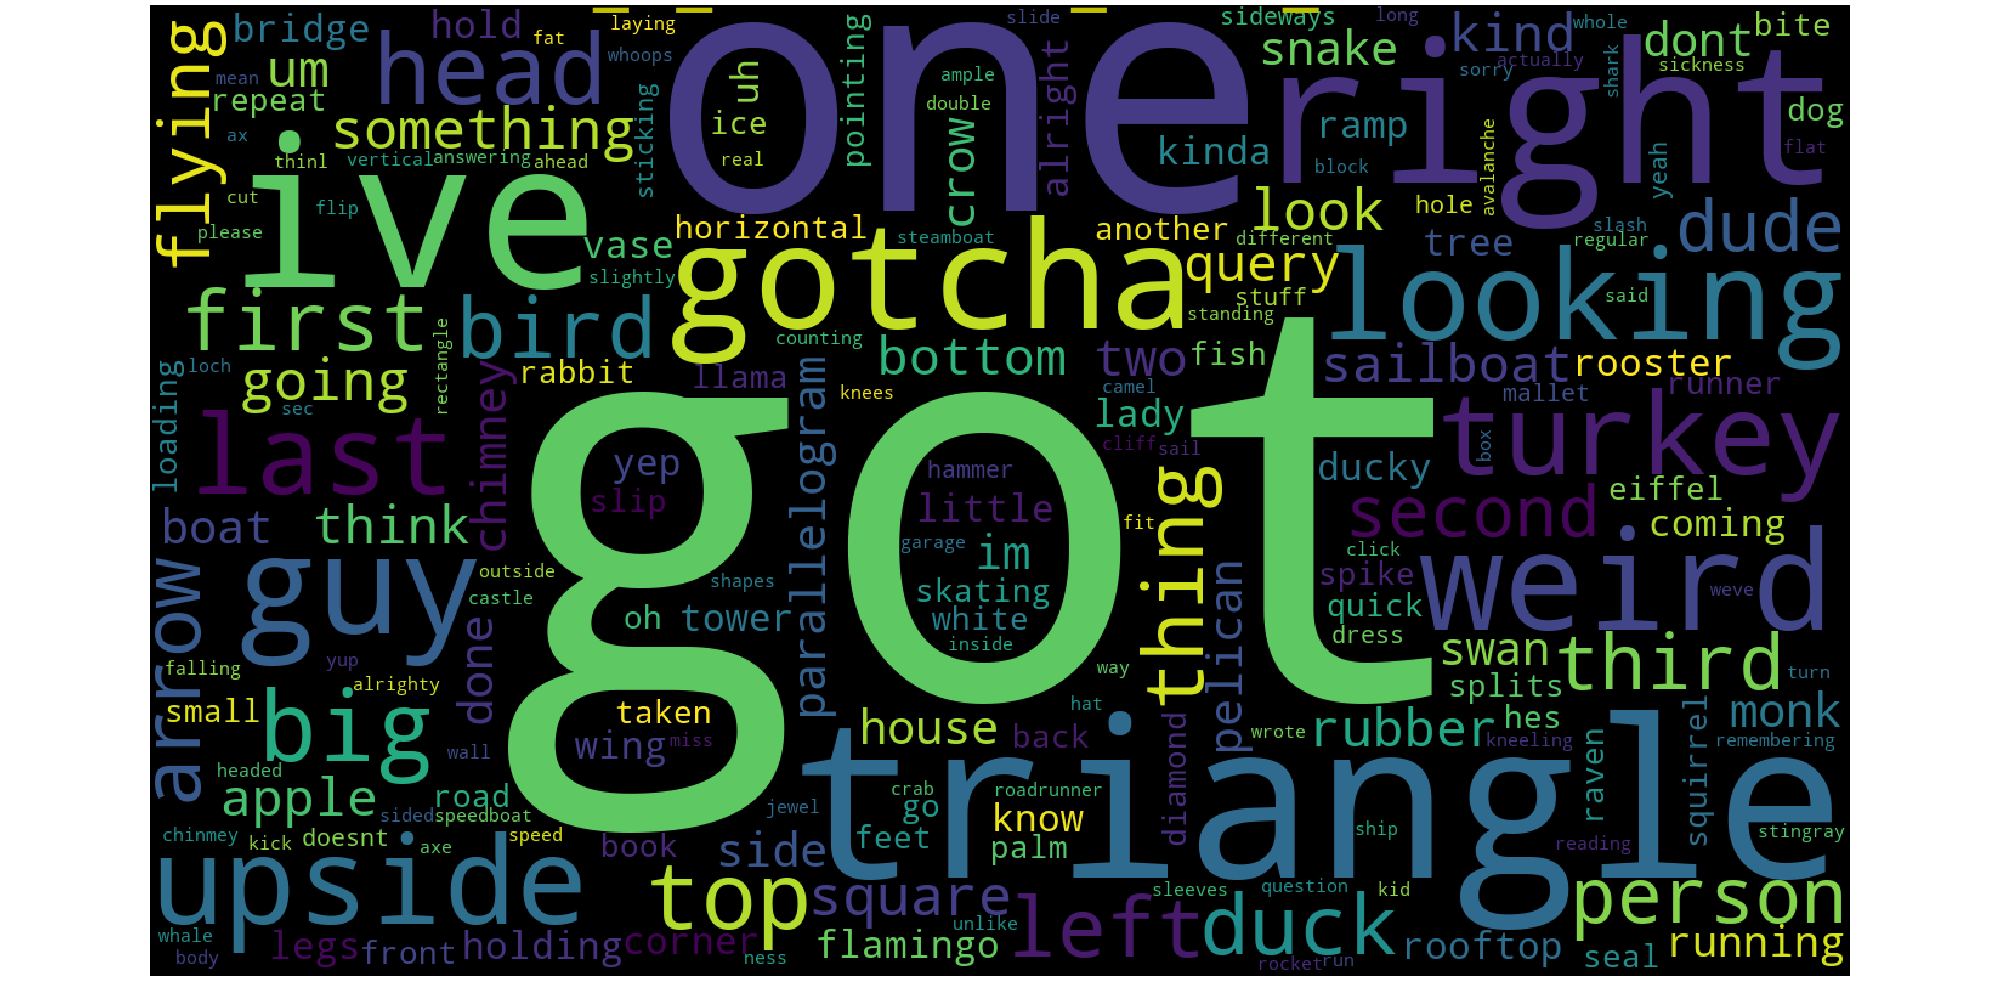 flying
bridge
hold
fat
laying
whoops
slide
sideways
long
whole
bite
um
head
one
right
snake
kind
dont
mean
repeat
something
sticking
uh
ice
real
ample
double
crow
alright
pointing
kinda
ramp
block
sorry
actually
sickness
shark
dog
flat
ax
thinl
vertical
answering
ahead
avalanche
yeah
cut
flip
please
ive
vase
slightly
horizontal
gotcha
steamboat
another
different
query
stuff
look
hole
tree
slash
regular
dude
looking
said
first
bird
rectangle
counting
standing
loading
loch
going
sec
rabbit
llama
bottom
knees
two
fish
camel
lady
sailboat
rooster
mallet
runner
last
chimney
yep
slip
parallelogram
got
hammer
little
cliff
sail
thing
ducky
turkey
box
second
eiffel
coming
boat
think
garage
im
fit
click
spike
weird
weve
arrow
guy
outside
castle
shapes
oh
tower
skating
white
inside
pelican
quick
dress
swan
third
falling
yup
done
way
splits
turn
small
alrighty
big
taken
wing
miss
house
back
hat
diamond
wrote
rubber
hes
kneeling
monk
remembering
wall
headed
apple
road
sided
speedboat
jewel
crab
go
roadrunner
know
triangle
raven
squirrel
chinmey
kick
doesnt
axe
speed
book
side
feet
palm
ship
reading
stingray
upside
top
square
unlike
left
sleeves
question
kid
duck
person
whale
body
legs
front
holding
corner
ness
flamingo
rocket
run
rooftop
seal
running